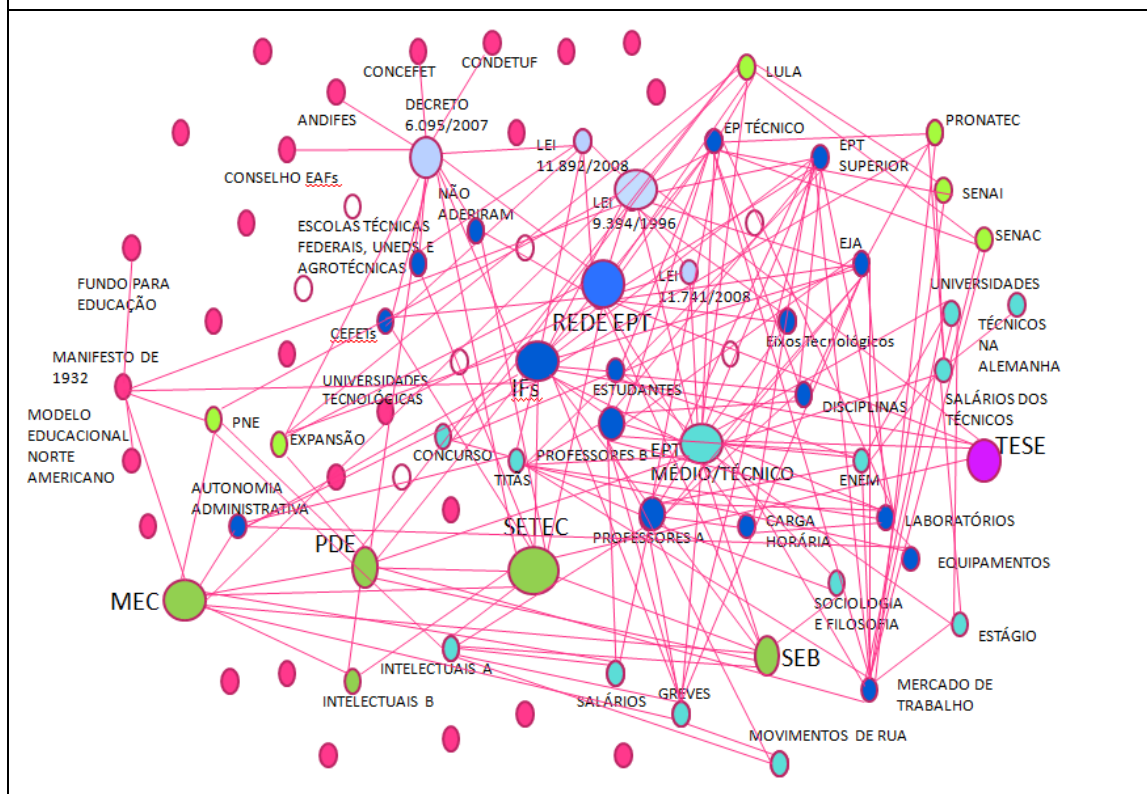 CONCEFET
CONDETUF
LULA
ANDIFES
DECRETO
6.095/2007
EP TÉCNICO
PRONATEC
LEI
11.892/2008
EPT
SUPERIOR
CONSELHO EAFs
NÃO
ADERIRAM
LEI
9.394/1996
SENAI
ESCOLAS TÉCNICAS
FEDERAIS, UNEDS E
AGROTÉCNICAS
EJA
SENAC
FUNDO PARA
EDUCAÇÃO
LEI
11.741/2008
UNIVERSIDADES
REDE EPT
CEFETs
Eixos Tecnológicos
TÉCNICOS
NA
ALEMANHA
MANIFESTO DE
1932
IFs
ESTUDANTES
UNIVERSIDADES
TECNOLÓGICAS
DISCIPLINAS
SALÁRIOS DOS
TÉCNICOS
MODELO
EDUCACIONAL
NORTE
AMERICANO
PNE
EXPANSÃO
CONCURSO
PROFESSORES B
EPT
MÉDIO/TÉCNICO
TESE
TITÃS
ENEM
AUTONOMIA
ADMINISTRATIVA
SETEC
PROFESSORES A
CARGA
HORÁRIA
LABORATÓRIOS
PDE
EQUIPAMENTOS
MEC
SOCIOLOGIA
E FILOSOFIA
ESTÁGIO
SEB
INTELECTUAIS A
INTELECTUAIS B
SALÁRIOS
GREVES
MERCADO DE
TRABALHO
MOVIMENTOS DE RUA